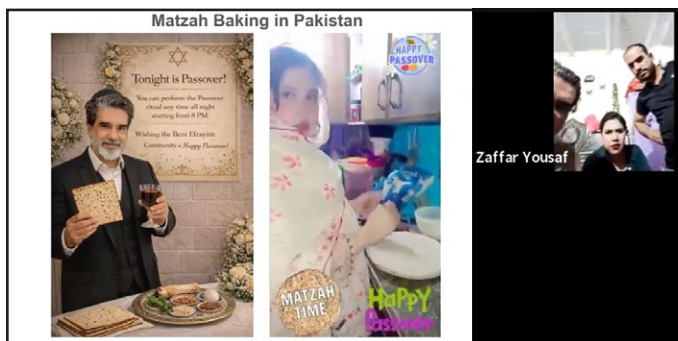 Matzah Baking in Pakistan
Tonight is Passover!
You can perform the Passover
ritual any time all night
starting from 8 PM.
Wishing the Beni Efrayim
Community a Happy Passover!
HAPPY
PASSOVER
MATZAH
TIME
HaPPY
Passover
Zaffar Yousaf